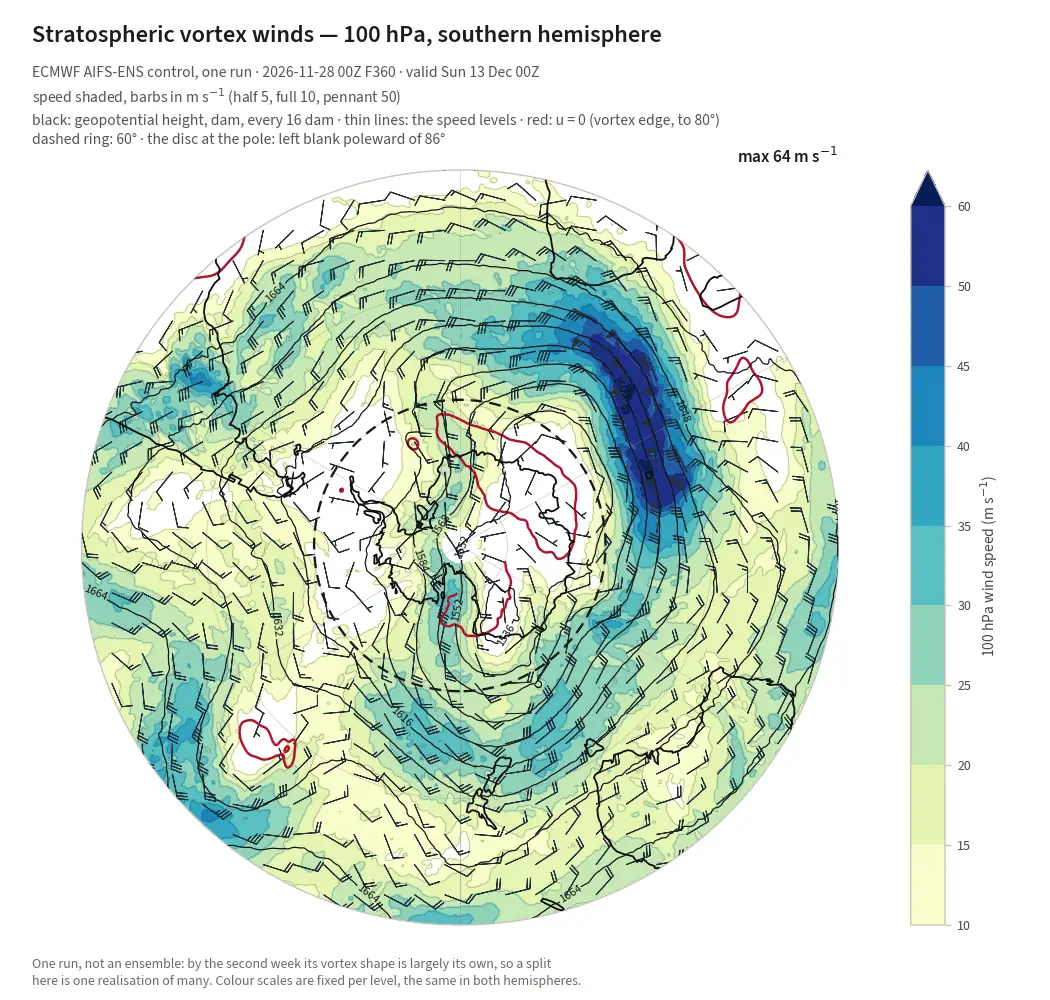 Stratospheric vortex winds — 100 hPa, southern hemisphere
ECMWF AIFS-ENS control, one run · 2026-11-28 00Z F360 · valid Sun 13 Dec 00Z
speed shaded, barbs in m s⁻¹ (half 5, full 10, pennant 50)
black: geopotential height, dam, every 16 dam · thin lines: the speed levels · red: u = 0 (vortex edge, to 80°)
dashed ring: 60° · the disc at the pole: left blank poleward of 86°
max 64 m s⁻¹
60
50
45
40
35
30
25
20
15
10
100 hPa wind speed (m s⁻¹)
1664
1648
1568
1584
1552
1664
1632
1616
1664
1664
One run, not an ensemble: by the second week its vortex shape is largely its own, so a split
here is one realisation of many. Colour scales are fixed per level, the same in both hemispheres.